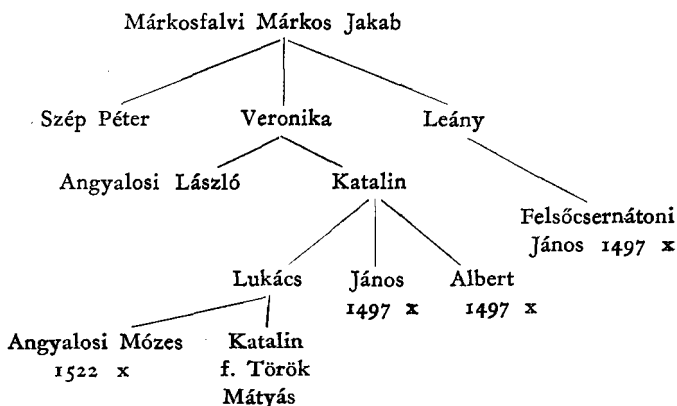 Márkosfalvi Márkos Jakab
Szép Péter Veronika Leány
Angyalosi László Katalin
Felsőcsernátoni
János 1497 x
Lukács János Albert
1497 x 1497 x
Angyalosi Mózes Katalin
1522 x f. Török
Mátyás